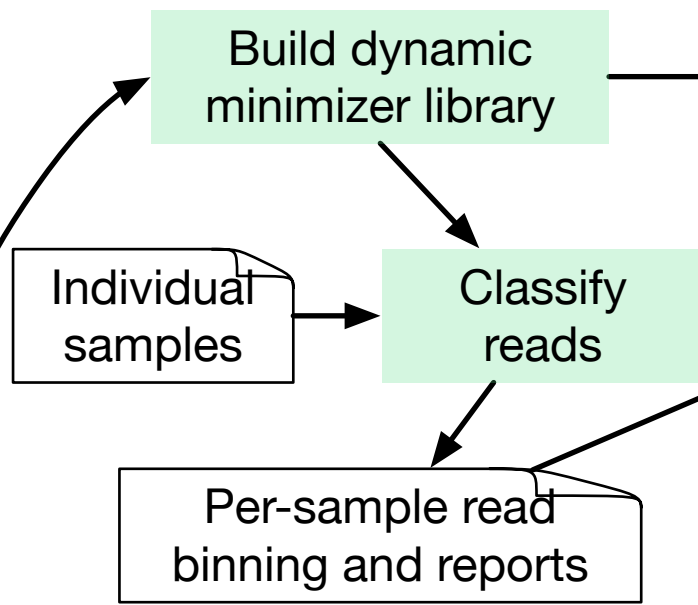 Build dynamic
minimizer library
Individual
samples
Classify
reads
Per-sample read
binning and reports